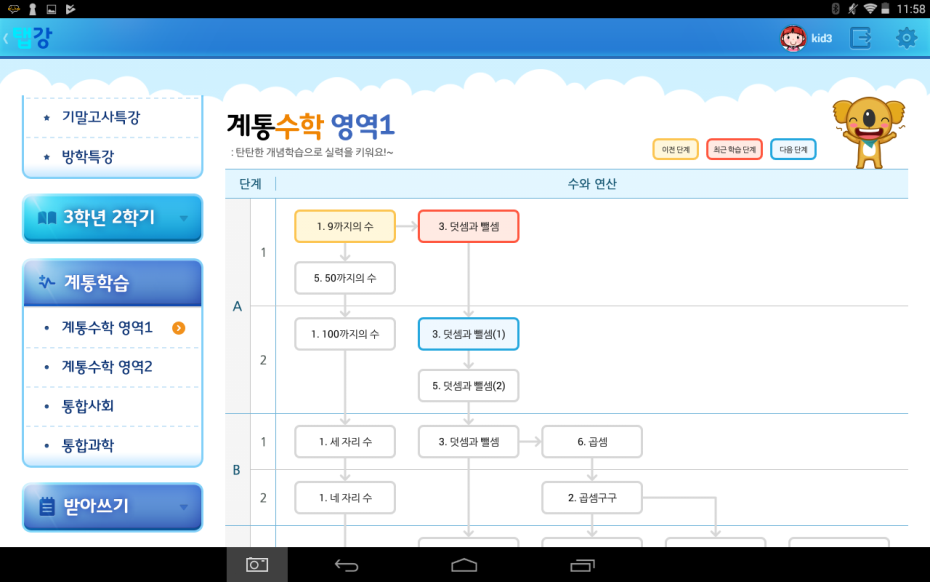 11:58
밥강
kid3
기말고사특강
방학특강
3학년 2학기
계통학습
계통수학 영역1
계통수학 영역2
통합사회
통합과학
받아쓰기
계통수학 영역1
: 탄탄한 개념학습으로 실력을 키워요!~
이전 단계
최근 학습 단계
다음 단계
단계
수와 연산
A
1
1. 9까지의 수
3. 덧셈과 뺄셈
5. 50까지의 수
2
1. 100까지의 수
3. 덧셈과 뺄셈(1)
5. 덧셈과 뺄셈(2)
B
1
1. 세 자리 수
3. 덧셈과 뺄셈
6. 곱셈
2
1. 네 자리 수
2. 곱셈구구